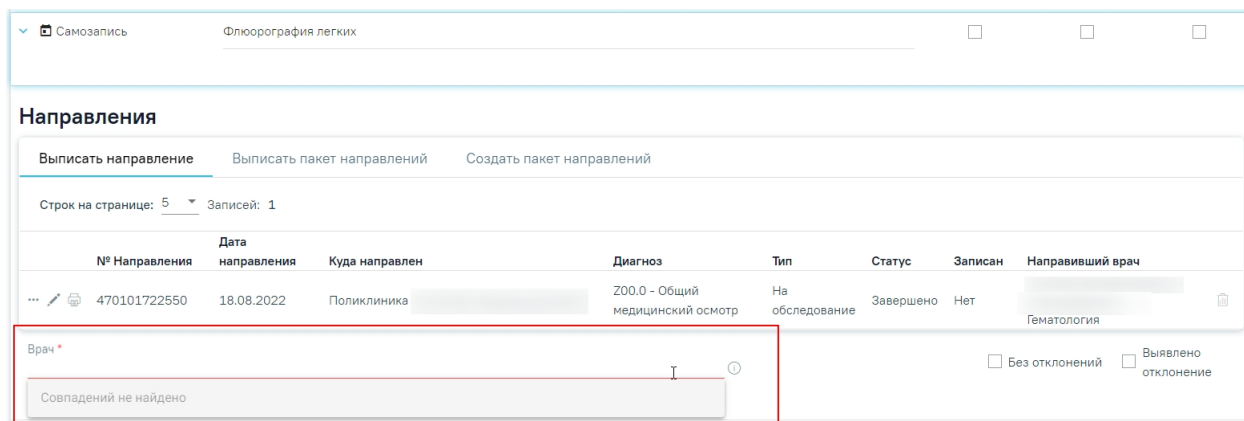 Самозапись Флюорография легких
Направления
Выписать направление Выписать пакет направлений Создать пакет направлений
Строк на странице: 5 Записей: 1
№ Направления Дата направления Куда направлен Диагноз Тип Статус Записан Направивший врач
470101722550 18.08.2022 Поликлиника Z00.0 - Общий медицинский осмотр На обследование Завершено Нет Гематология
Врач *
Без отклонений Выявлено отклонение
Совпадений не найдено